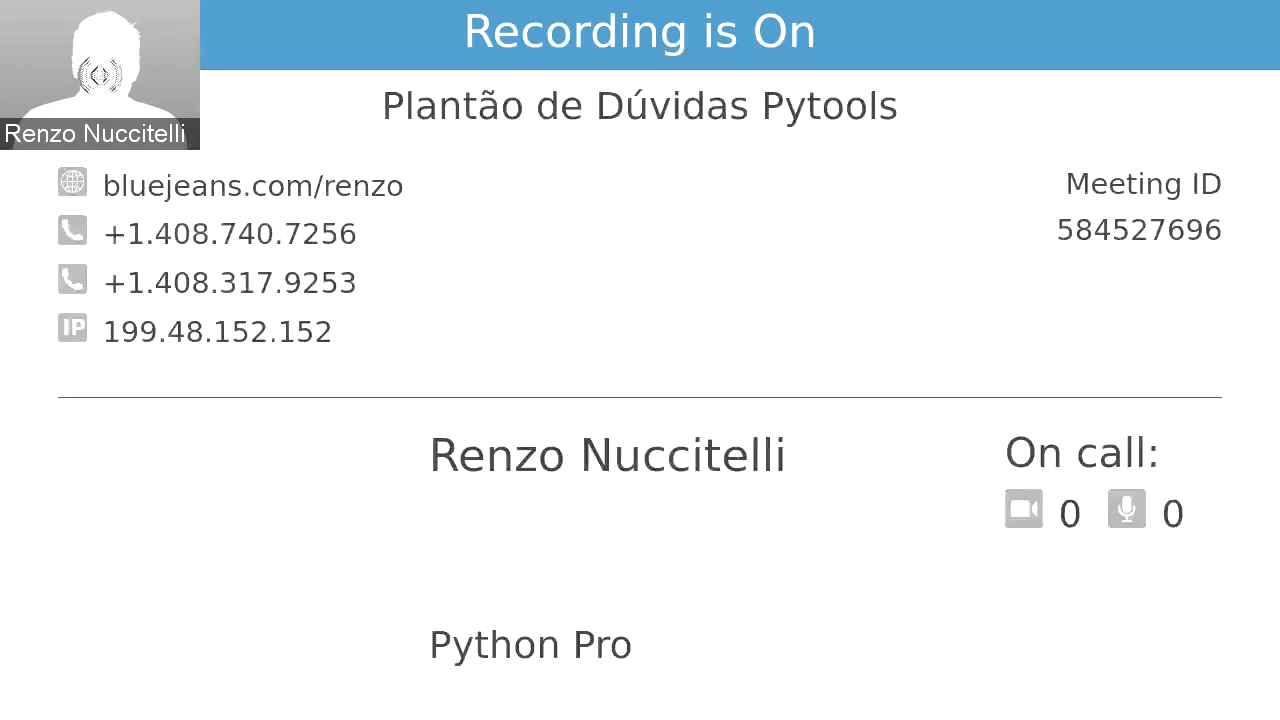 Recording is On
Renzo Nuccitelli
Plantão de Dúvidas Pytools
bluejeans.com/renzo
+1.408.740.7256
+1.408.317.9253
IP 199.48.152.152
Meeting ID
584527696
Renzo Nuccitelli
On call:
0 0
Python Pro